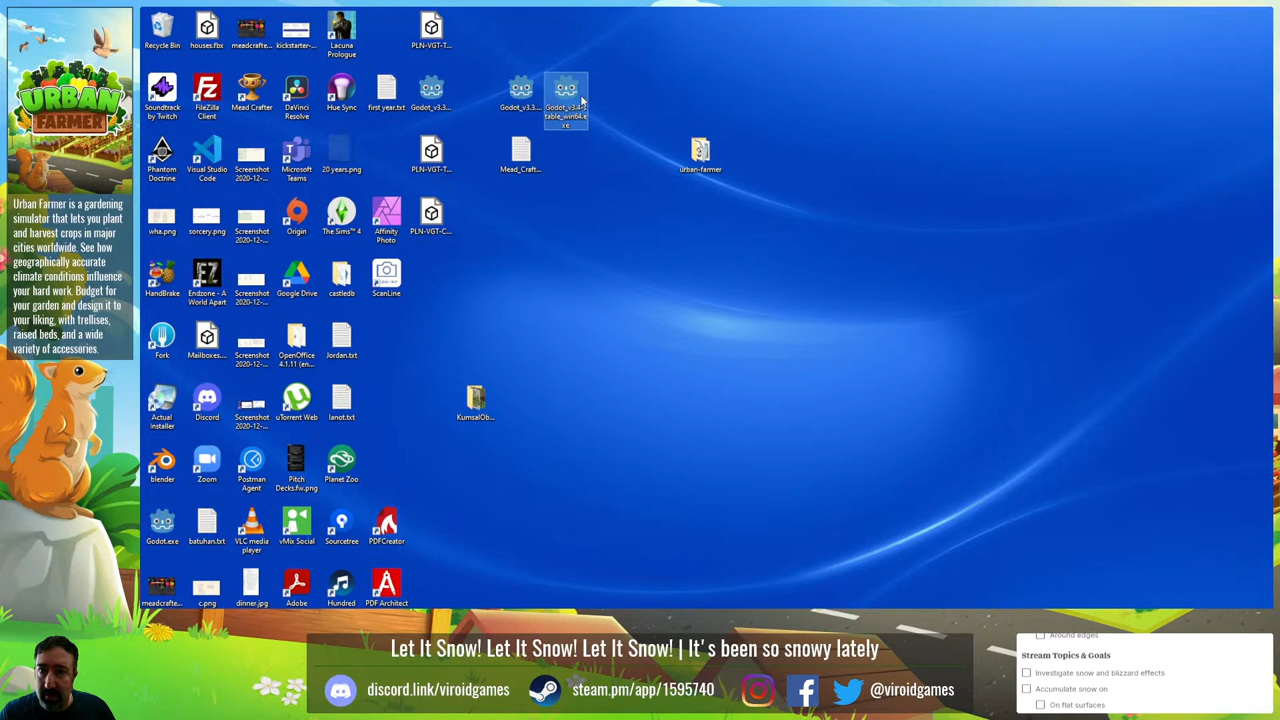 URBAN
FARMER
Urban Farmer is a gardening
simulator that lets you plant
and harvest crops in major
cities worldwide. See how
geographically accurate
climate conditions influence
your hard work. Budget for
your garden and design it to
your liking, with trellises,
raised beds, and a wide
variety of accessories.
Recycle Bin
houses.fbx
meadcrafte...
kickstarter-...
Lacuna
Prologue
PLN-VGT-T...
Soundtrack
by Twitch
FileZilla
Client
Mead Crafter
DaVinci
Resolve
Hue Sync
first year.txt
Godot_v3.3...
Godot_v3.3...
Godot_v3.4-s
table_win64.e
xe
Phantom
Doctrine
Visual Studio
Code
Screenshot
2020-12-...
Microsoft
Teams
20 years.png
PLN-VGT-T...
Mead_Craft...
urban-farmer
wha.png
sorcery.png
Screenshot
2020-12-...
Origin
The Sims™ 4
Affinity
Photo
PLN-VGT-C...
HandBrake
Endzone - A
World Apart
Screenshot
2020-12-...
Google Drive
castledb
ScanLine
Fork
Mailboxes....
Screenshot
2020-12-...
OpenOffice
4.1.11 (en...
Jordan.txt
Actual
Installer
Discord
Screenshot
2020-12-...
uTorrent Web
lanot.txt
KumsalOb...
blender
Zoom
Postman
Agent
Pitch
Decks.fw.png
Planet Zoo
Godot.exe
batuhan.txt
VLC media
player
vMix Social
Sourcetree
PDFCreator
meadcrafte...
c.png
dinner.jpg
Adobe
Hundred
PDF Architect
Let It Snow! Let It Snow! Let It Snow! | It's been so snowy lately
discord.link/viroidgames
steam.pm/app/1595740
@viroidgames
Around edges
Stream Topics & Goals
Investigate snow and blizzard effects
Accumulate snow on
On flat surfaces